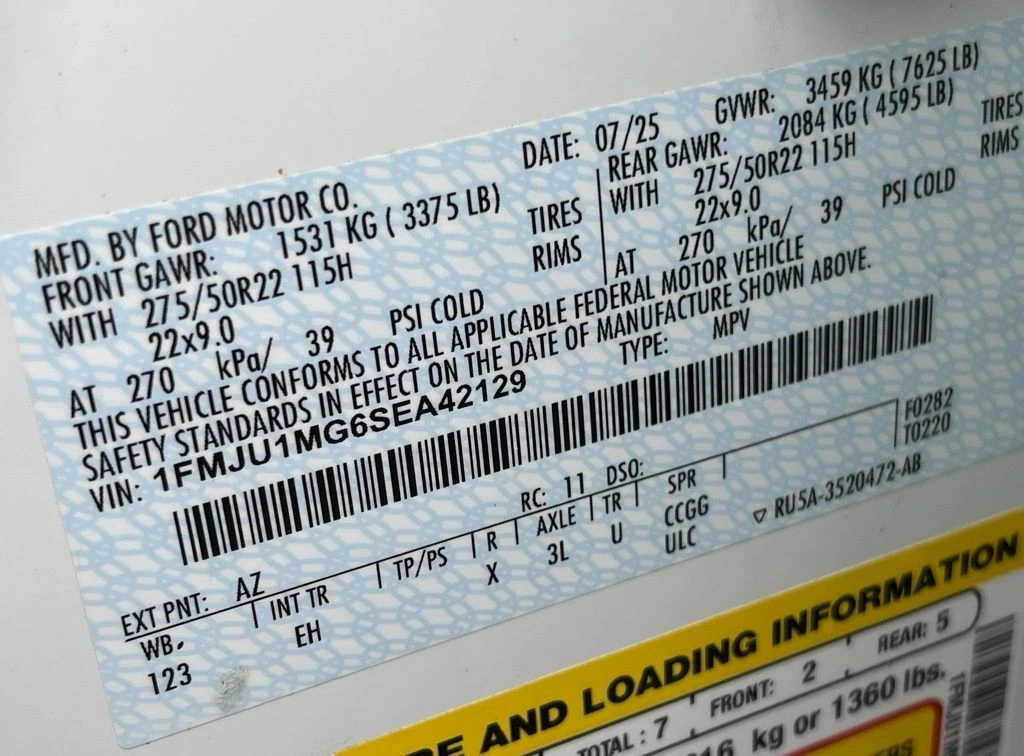 MFD. BY FORD MOTOR CO. DATE: 07/25 GVWR: 3459 KG ( 7625 LB)
FRONT GAWR: 1531 KG ( 3375 LB) REAR GAWR: 2084 KG ( 4595 LB)
WITH 275/50R22 115H TIRES WITH 275/50R22 115H TIRES
22x9.0 RIMS 22x9.0 RIMS
AT 270 kPa/ 39 PSI COLD AT 270 kPa/ 39 PSI COLD
THIS VEHICLE CONFORMS TO ALL APPLICABLE FEDERAL MOTOR VEHICLE
SAFETY STANDARDS IN EFFECT ON THE DATE OF MANUFACTURE SHOWN ABOVE.
VIN: 1FMJU1MG6SEA42129 TYPE: MPV
F0282
T0220
EXT PNT: AZ RC: 11 DSO:
WB. INT TR TP/PS R AXLE TR SPR
123 EH X 3L U CCGG
ULC
▽ RU5A-3520472-AB
AND LOADING INFORMATION
TOTAL : 7 FRONT: 2 REAR: 5
kg or 1360 lbs.